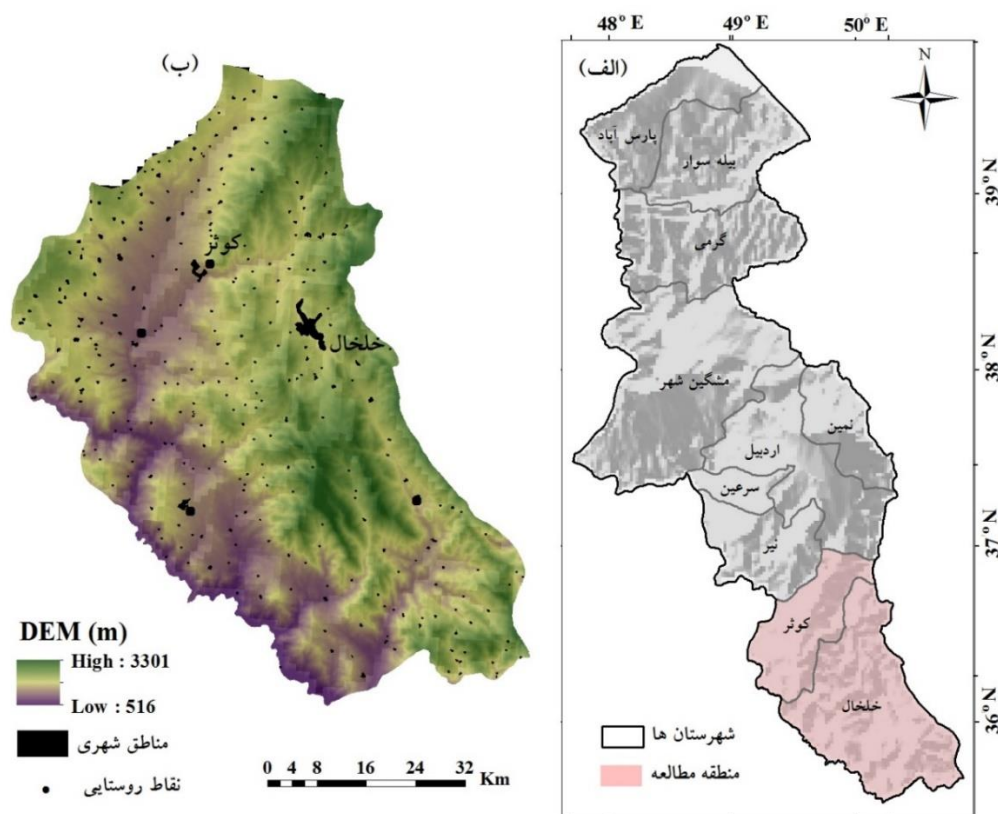 48° E 49° E 50° E
(الف)
N
پارس آباد
بیله سوار
39° N
گرمی
38° N
مشگین شهر
نمین
اردبیل
سرعین
37° N
نیر
کوثر
36° N
خلخال
شهرستان ها
منطقه مطالعه
(ب)
کوثر
خلخال
DEM (m)
High : 3301
Low : 516
مناطق شهری
نقاط روستایی
0 4 8 16 24 32
Km